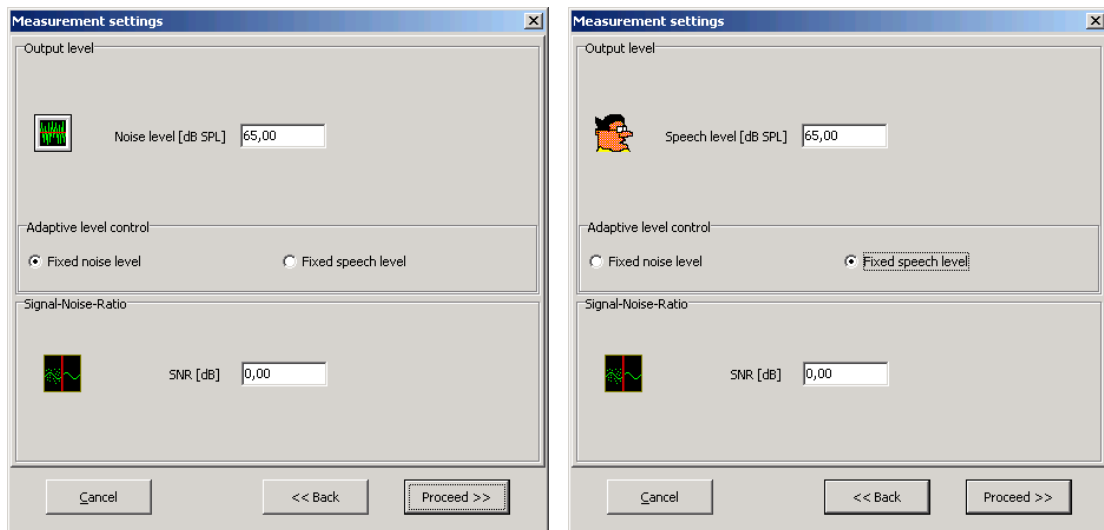 Measurement settings
Output level
Noise level [dB SPL] 65,00
Adaptive level control
Fixed noise level Fixed speech level
Signal-Noise-Ratio
SNR [dB] 0,00
Cancel << Back Proceed >>
Measurement settings
Output level
Speech level [dB SPL] 65,00
Adaptive level control
Fixed noise level Fixed speech level
Signal-Noise-Ratio
SNR [dB] 0,00
Cancel << Back Proceed >>